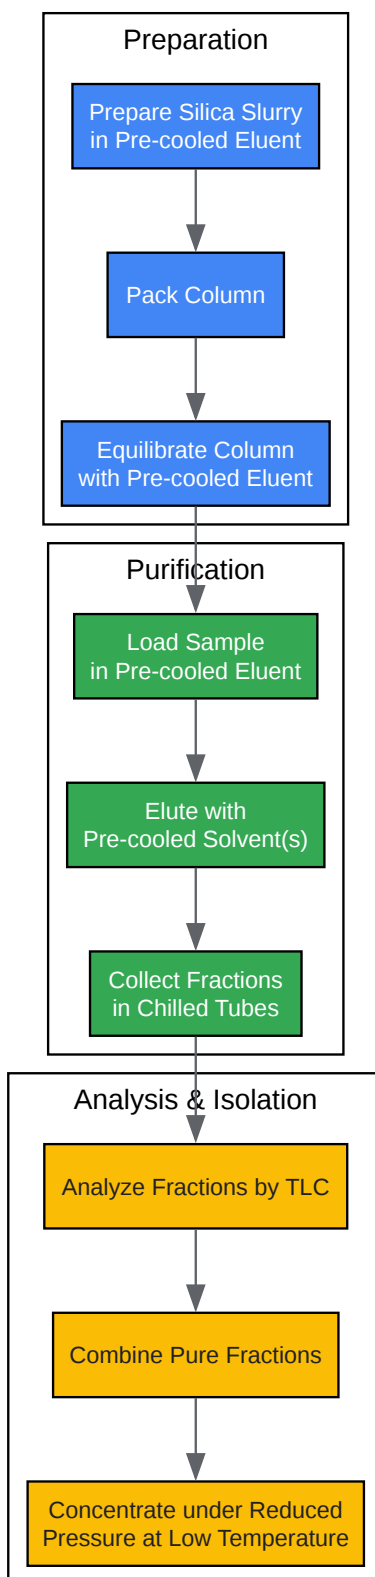 Preparation
Prepare Silica Slurry
in Pre-cooled Eluent
Pack Column
Equilibrate Column
with Pre-cooled Eluent
Purification
Load Sample
in Pre-cooled Eluent
Elute with
Pre-cooled Solvent(s)
Collect Fractions
in Chilled Tubes
Analysis & Isolation
Analyze Fractions by TLC
Combine Pure Fractions
Concentrate under Reduced
Pressure at Low Temperature